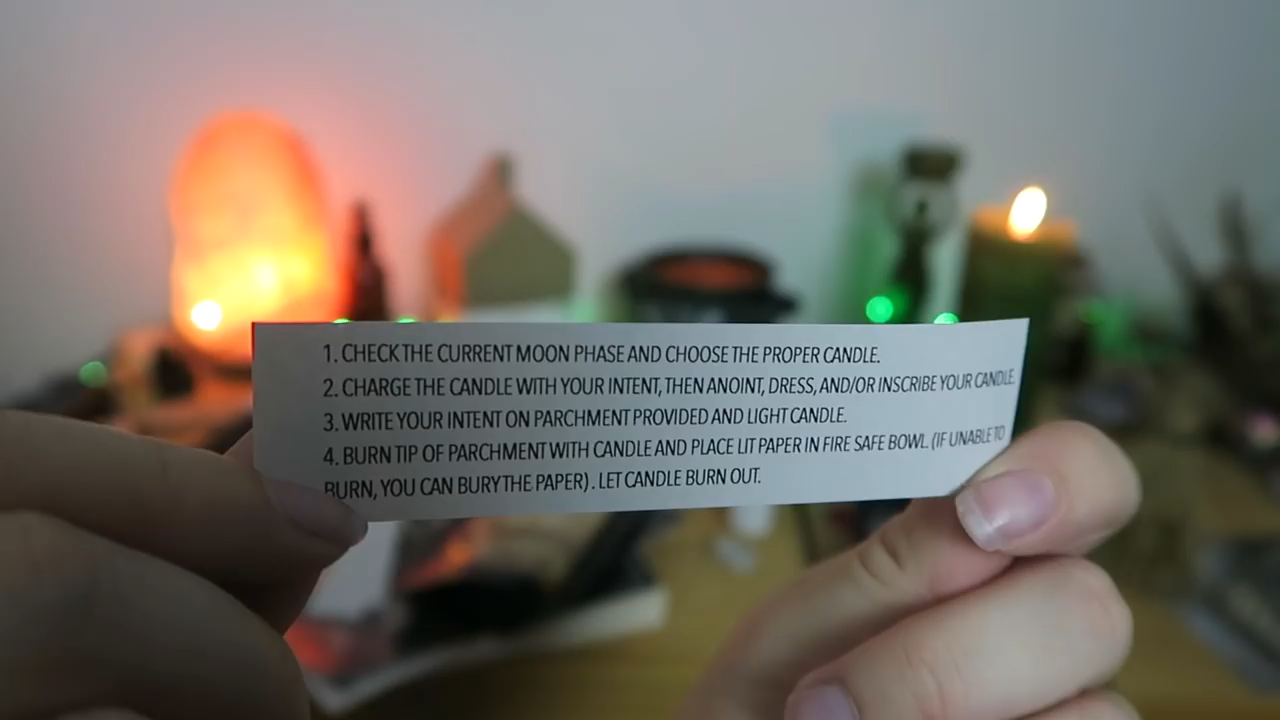 1. CHECK THE CURRENT MOON PHASE AND CHOOSE THE PROPER CANDLE.
2. CHARGE THE CANDLE WITH YOUR INTENT, THEN ANOINT, DRESS, AND/OR INSCRIBE YOUR CANDLE.
3. WRITE YOUR INTENT ON PARCHMENT PROVIDED AND LIGHT CANDLE.
4. BURN TIP OF PARCHMENT WITH CANDLE AND PLACE LIT PAPER IN FIRE SAFE BOWL. (IF UNABLE TO
BURN, YOU CAN BURY THE PAPER). LET CANDLE BURN OUT.